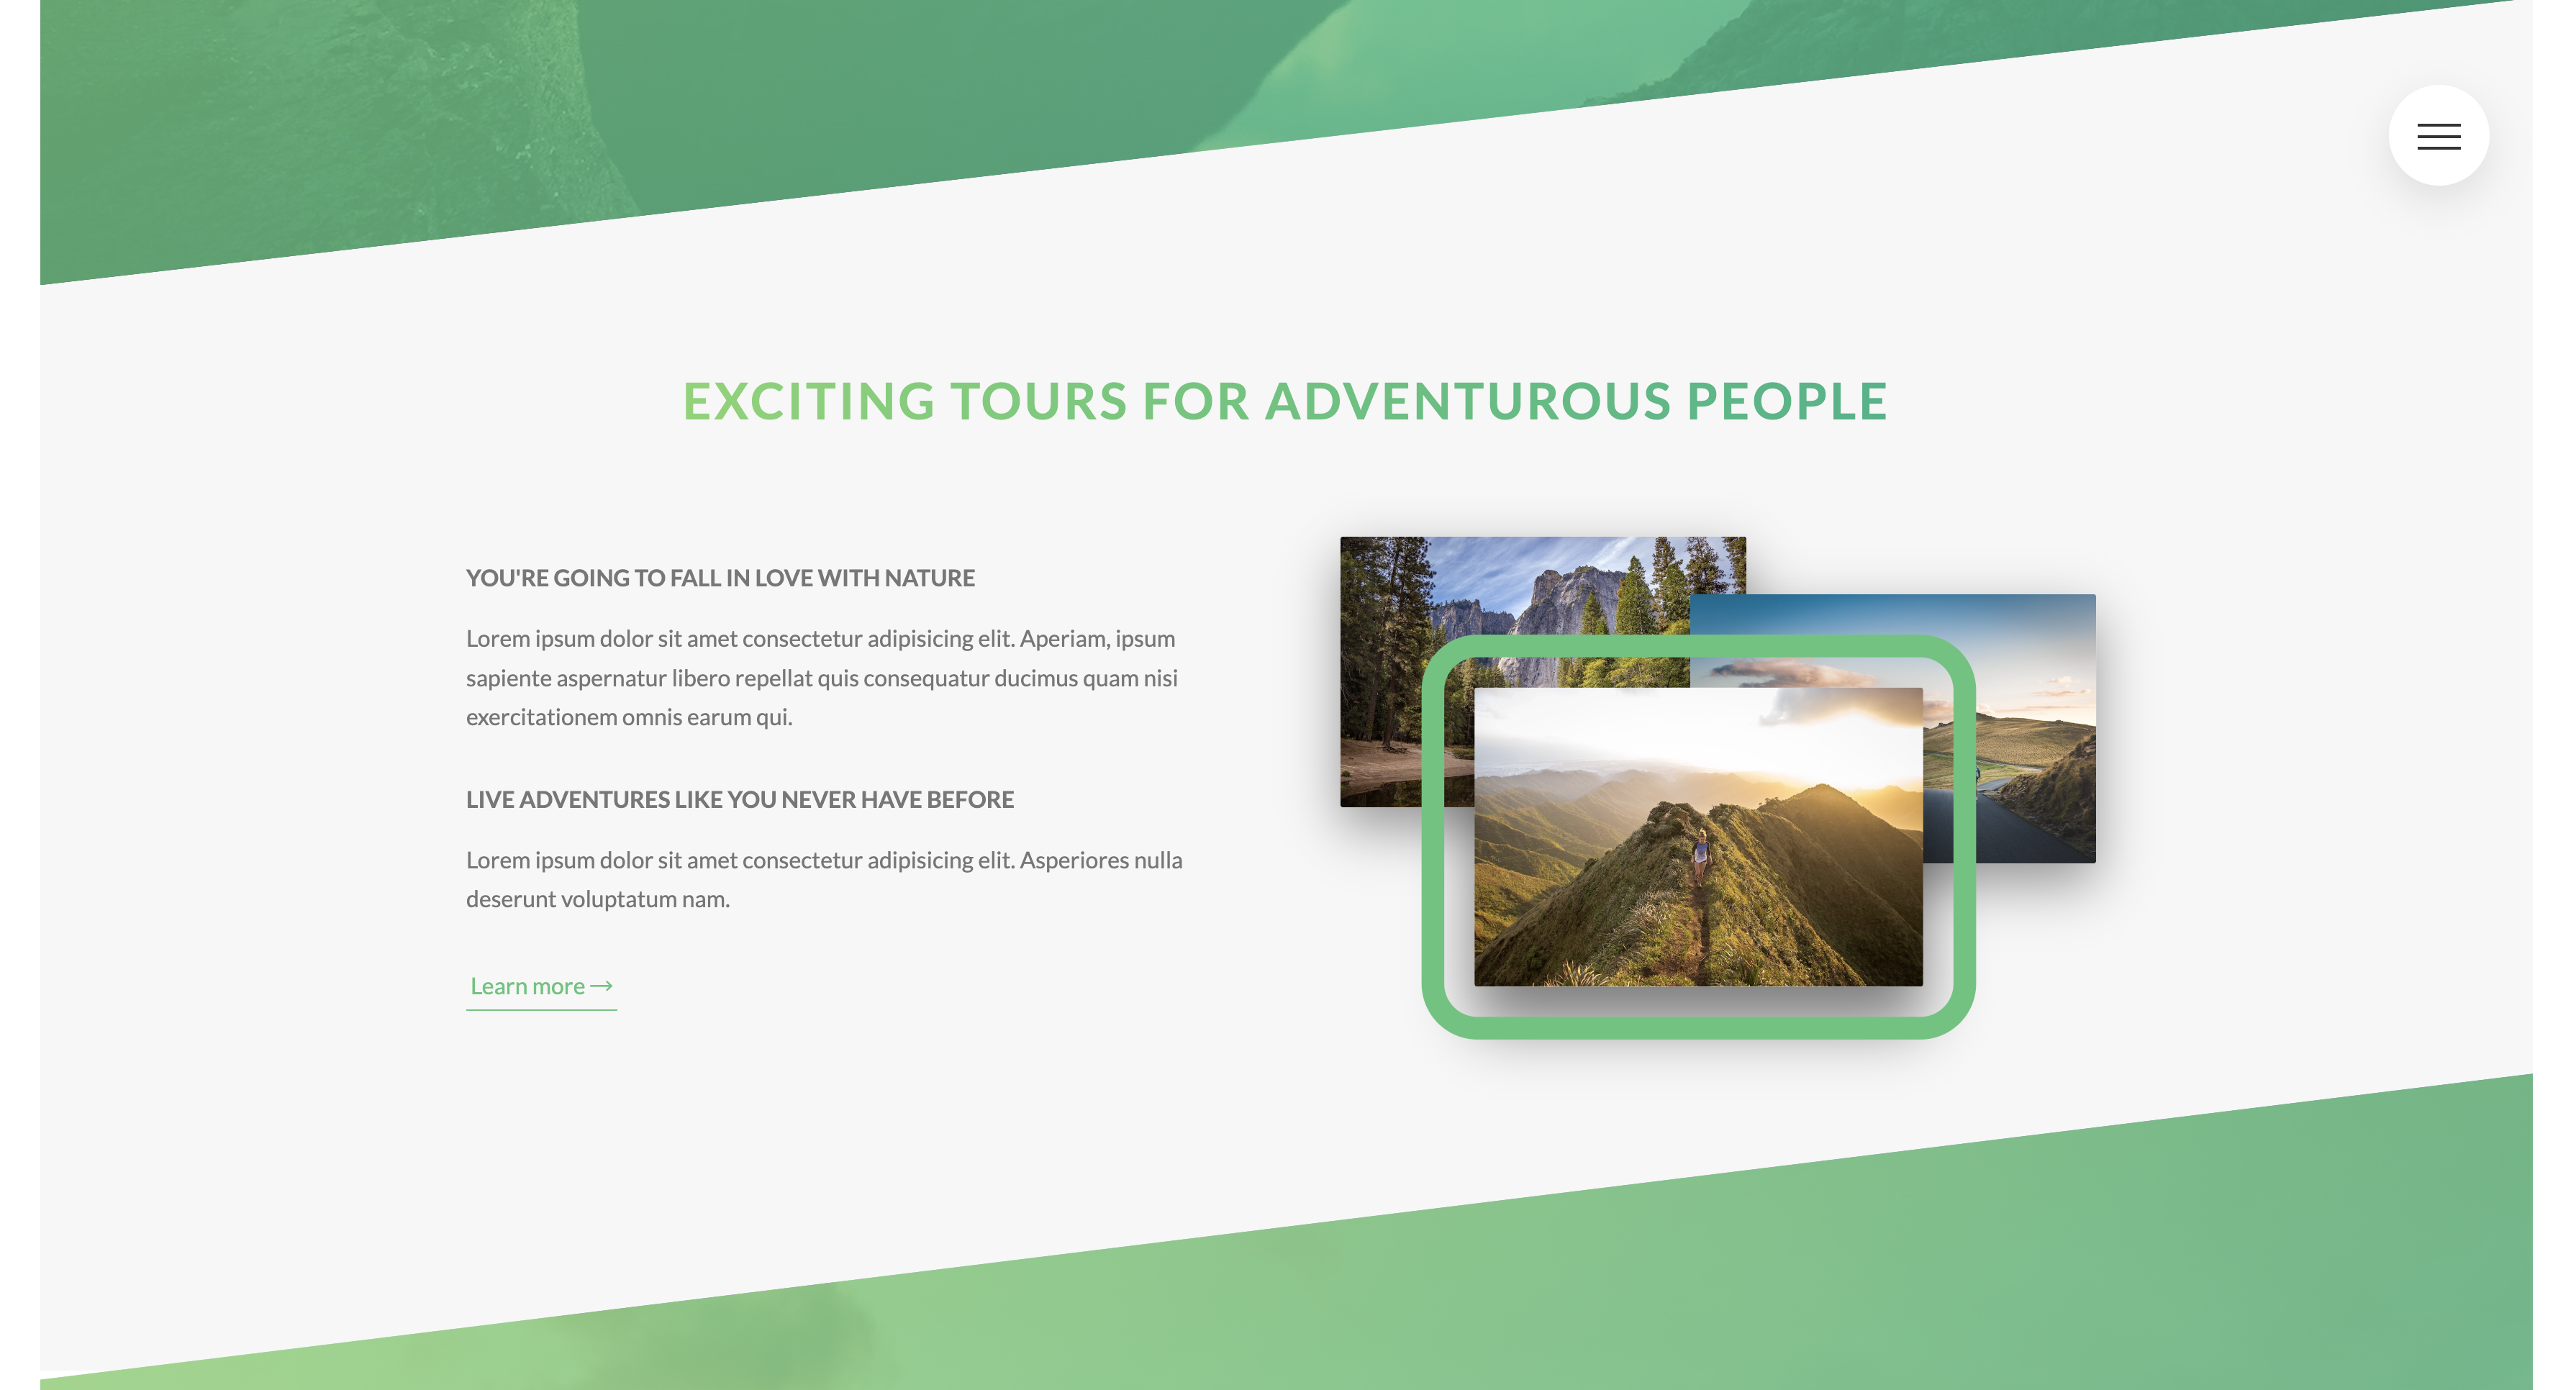 EXCITING TOURS FOR ADVENTUROUS PEOPLE
YOU'RE GOING TO FALL IN LOVE WITH NATURE
Lorem ipsum dolor sit amet consectetur adipisicing elit. Aperiam, ipsum
sapiente aspernatur libero repellat quis consequatur ducimus quam nisi
exercitationem omnis earum qui.
LIVE ADVENTURES LIKE YOU NEVER HAVE BEFORE
Lorem ipsum dolor sit amet consectetur adipisicing elit. Asperiores nulla
deserunt voluptatum nam.
Learn more →